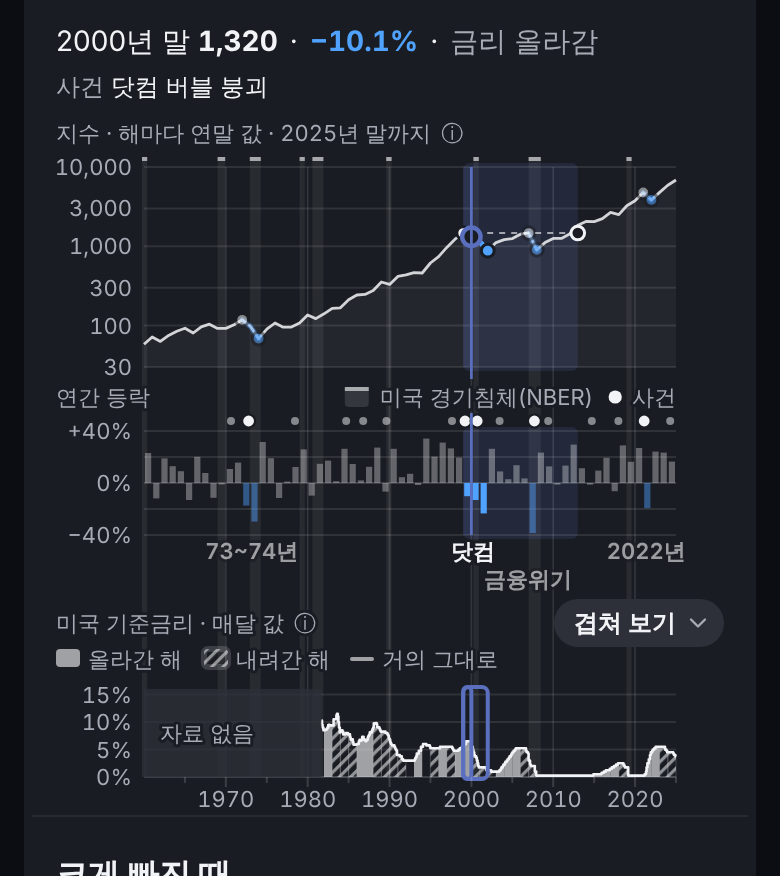 2000년 말 1,320 · −10.1% · 금리 올라감
사건 닷컴 버블 붕괴
지수 · 해마다 연말 값 · 2025년 말까지 ⓘ
10,000
3,000
1,000
300
100
30
연간 등락
미국 경기침체(NBER) 사건
+40%
0%
−40%
73~74년 닷컴 2022년
금융위기
미국 기준금리 · 매달 값 ⓘ
겹쳐 보기
올라간 해 내려간 해 거의 그대로
15%
10%
5%
0%
자료 없음
1970 1980 1990 2000 2010 2020
크게 빠진 때